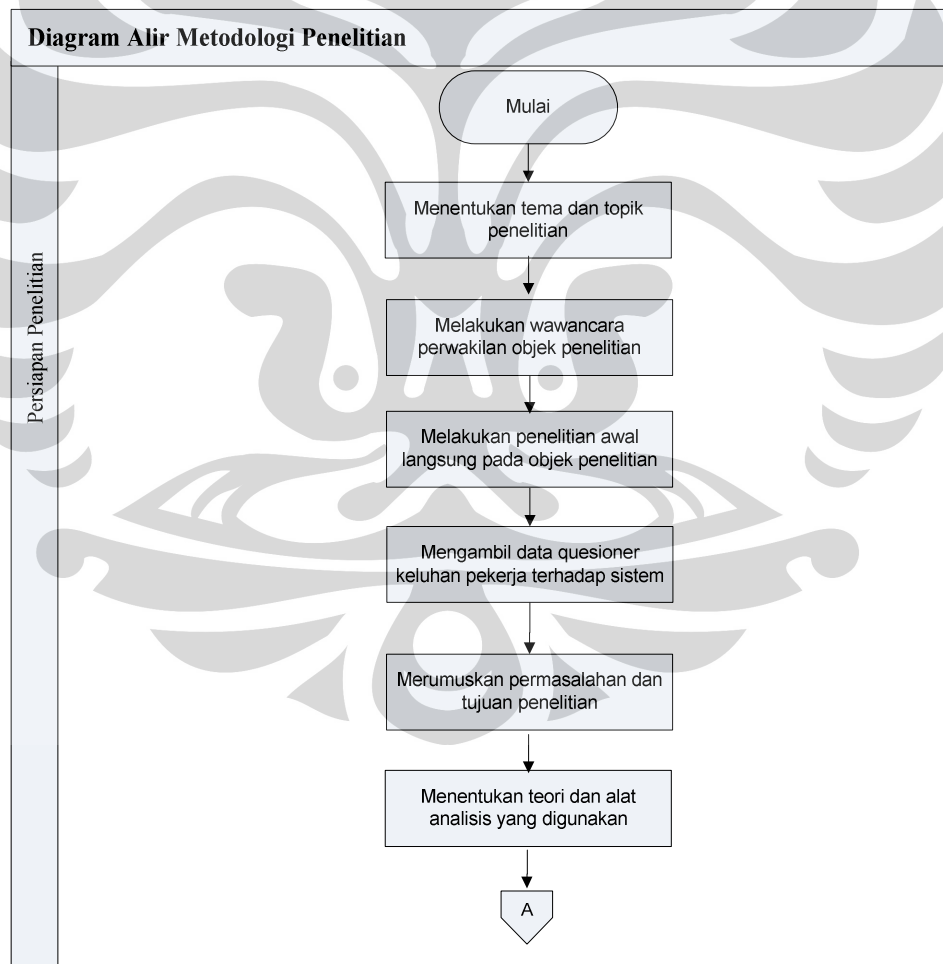 Diagram Alir Metodologi Penelitian
Persiapan Penelitian
Mulai
Menentukan tema dan topik
penelitian
Melakukan wawancara
perwakilan objek penelitian
Melakukan penelitian awal
langsung pada objek penelitian
Mengambil data quesioner
keluhan pekerja terhadap sistem
Merumuskan permasalahan dan
tujuan penelitian
Menentukan teori dan alat
analisis yang digunakan
A